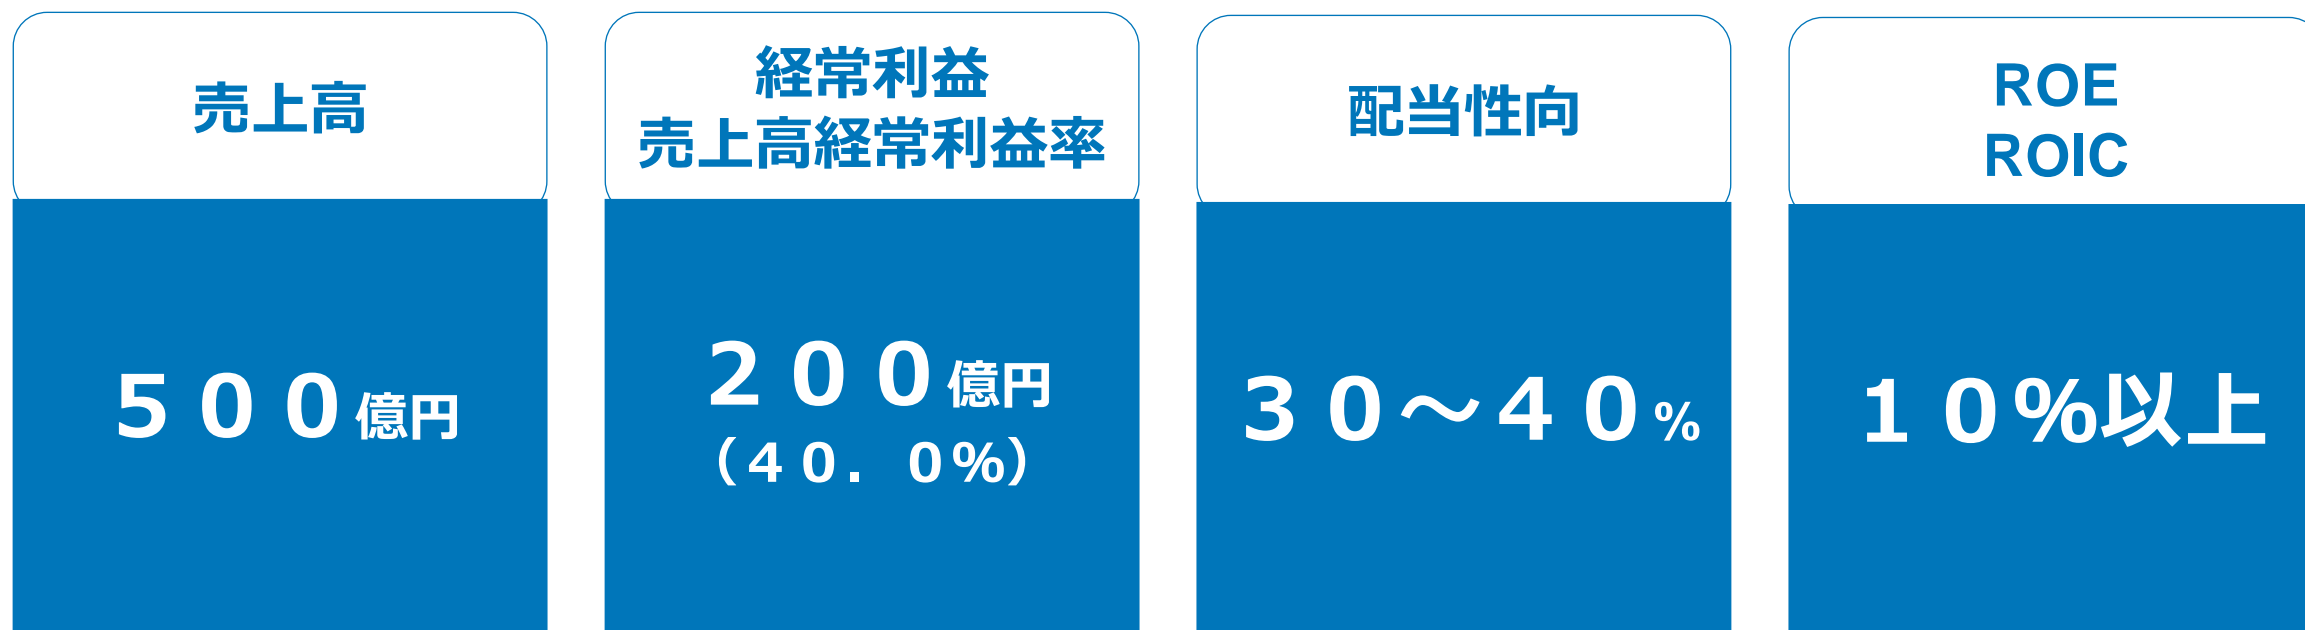 売上高
５００億円
経常利益
売上高経常利益率
２００億円
（４０．０％）
配当性向
３０～４０％
ROE
ROIC
１０％以上